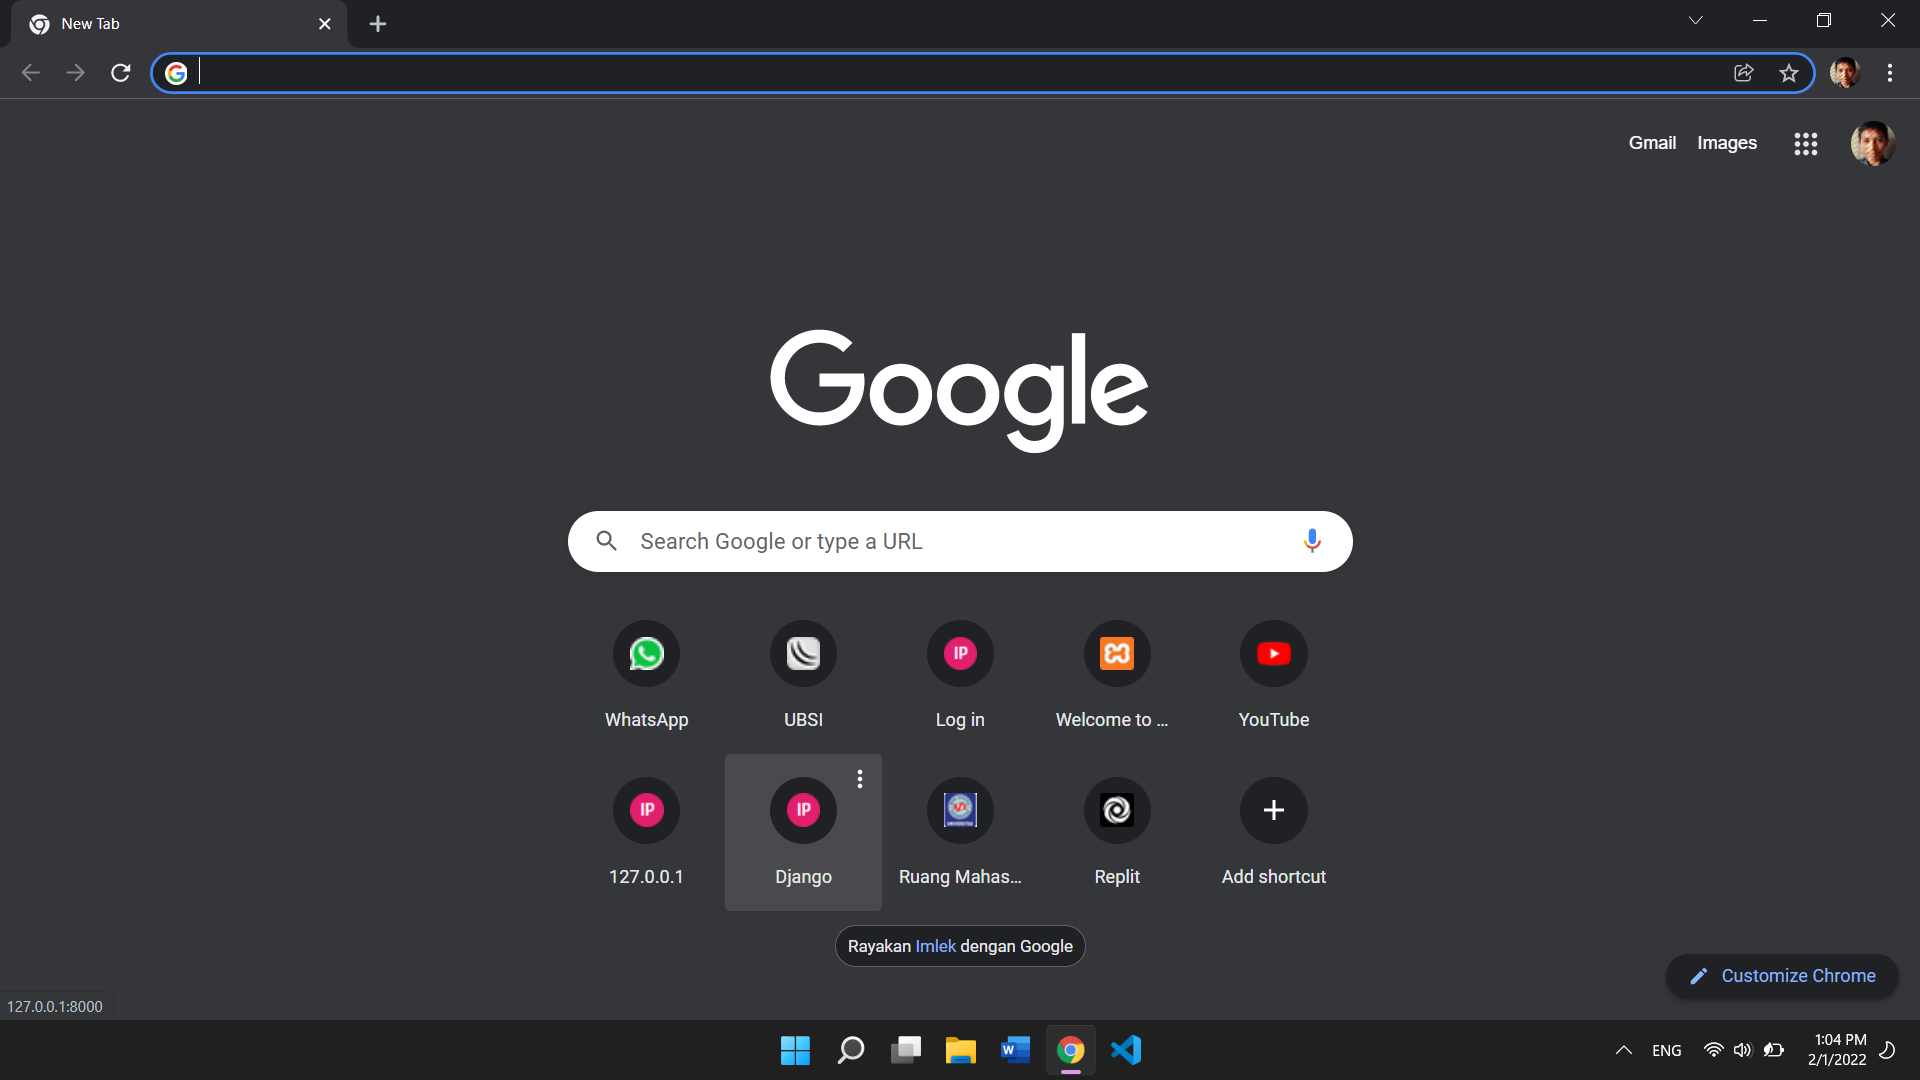 New Tab
Gmail Images
Google
Search Google or type a URL
WhatsApp
UBSI
IP
Log in
Welcome to ...
YouTube
IP
127.0.0.1
IP
Django
Ruang Mahas...
Replit
Add shortcut
Rayakan Imlek dengan Google
Customize Chrome
127.0.0.1:8000
W
ENG
1:04 PM
2/1/2022